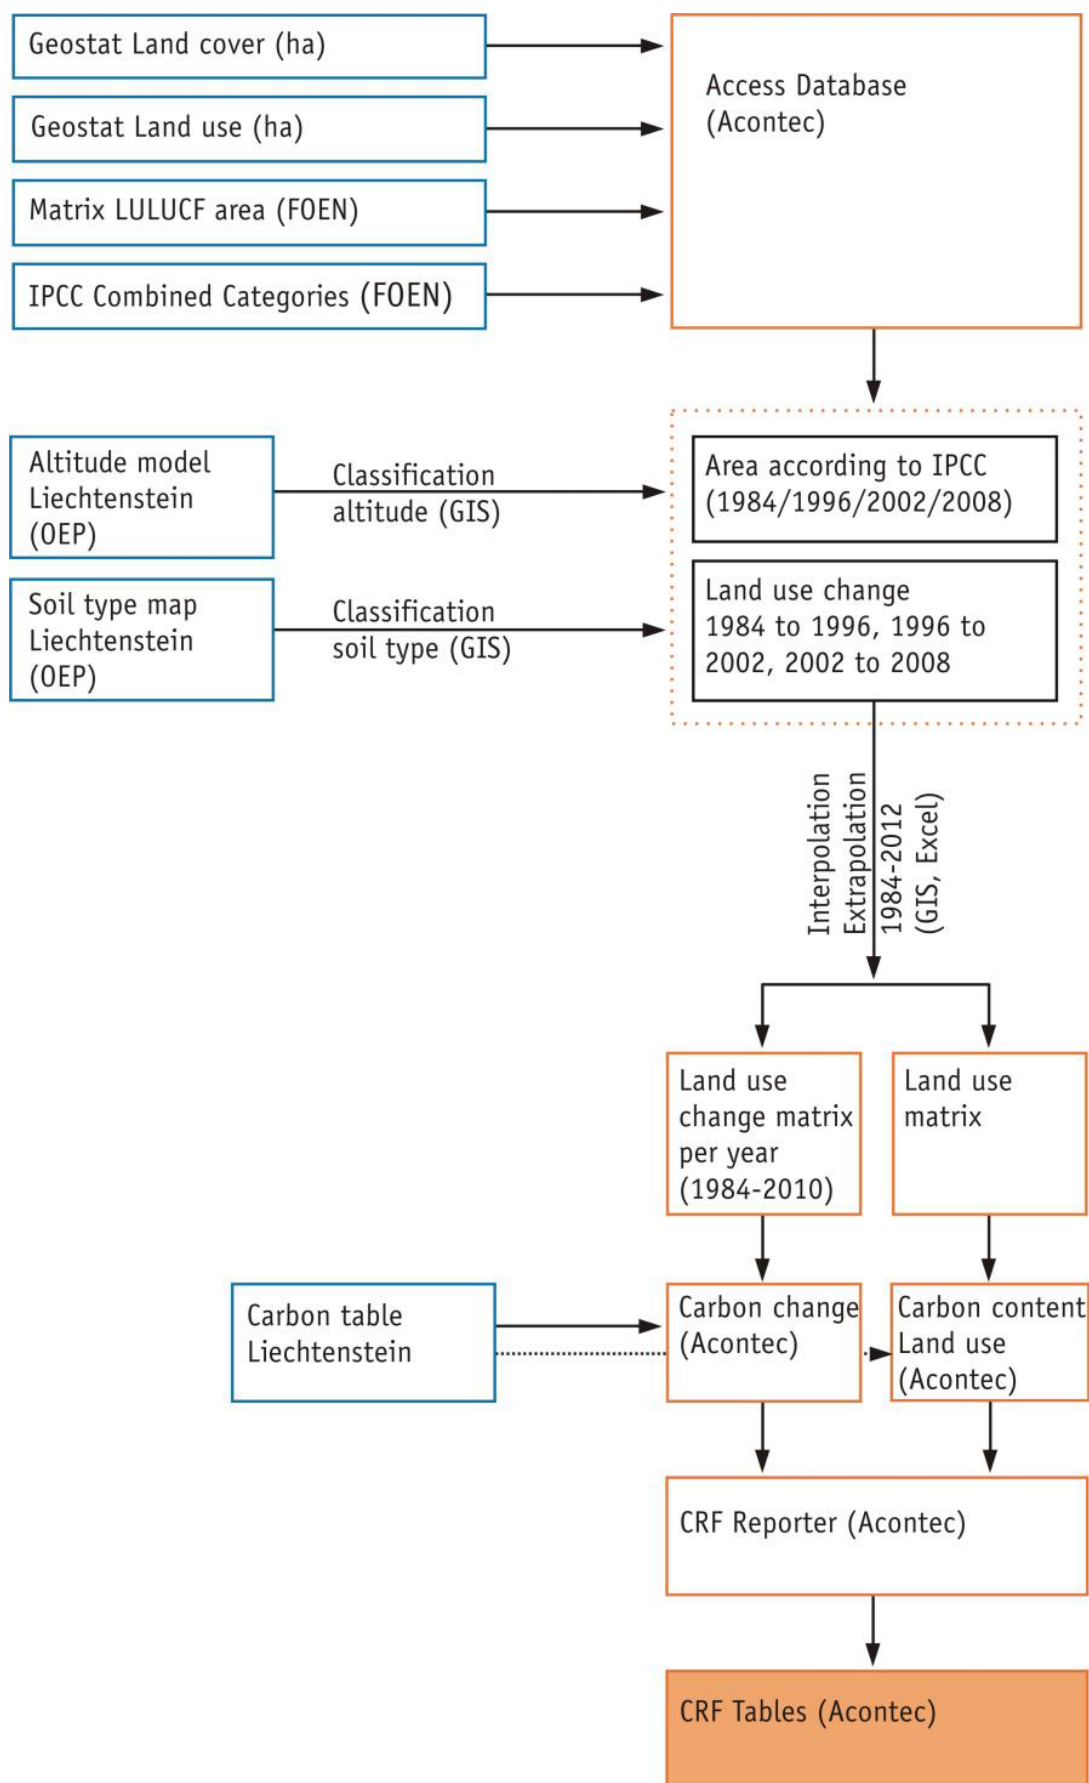 Geostat Land cover (ha)
Geostat Land use (ha)
Matrix LULUCF area (FOEN)
IPCC Combined Categories (FOEN)
Access Database
(Acontec)
Altitude model
Liechtenstein
(OEP)
Classification
altitude (GIS)
Area according to IPCC
(1984/1996/2002/2008)
Soil type map
Liechtenstein
(OEP)
Classification
soil type (GIS)
Land use change
1984 to 1996, 1996 to
2002, 2002 to 2008
Interpolation
Extrapolation
1984-2012
(GIS, Excel)
Land use
change matrix
per year
(1984-2010)
Land use
matrix
Carbon table
Liechtenstein
Carbon change
(Acontec)
Carbon content
Land use
(Acontec)
CRF Reporter (Acontec)
CRF Tables (Acontec)